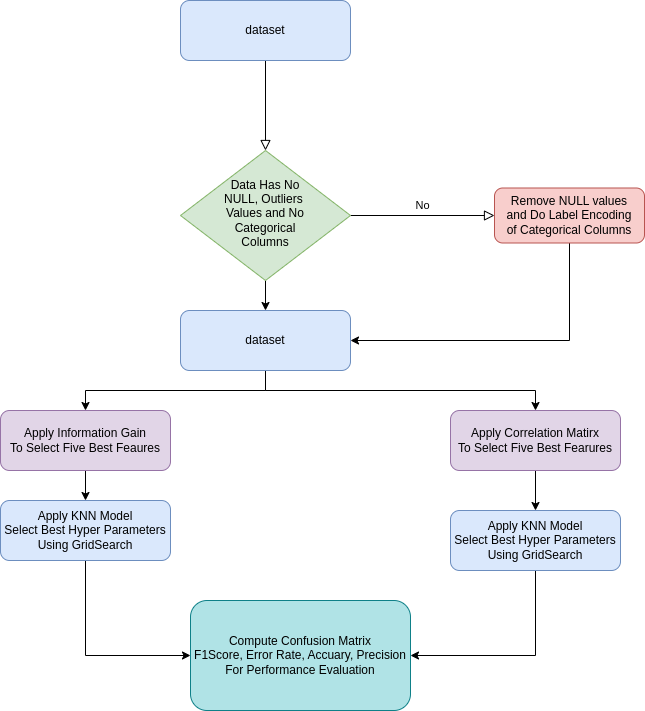 dataset
Data Has No
NULL, Outliers
Values and No
Categorical
Columns
No
Remove NULL values
and Do Label Encoding
of Categorical Columns
dataset
Apply Information Gain
To Select Five Best Feaures
Apply Correlation Matirx
To Select Five Best Fearures
Apply KNN Model
Select Best Hyper Parameters
Using GridSearch
Apply KNN Model
Select Best Hyper Parameters
Using GridSearch
Compute Confusion Matrix
F1Score, Error Rate, Accuary, Precision
For Performance Evaluation